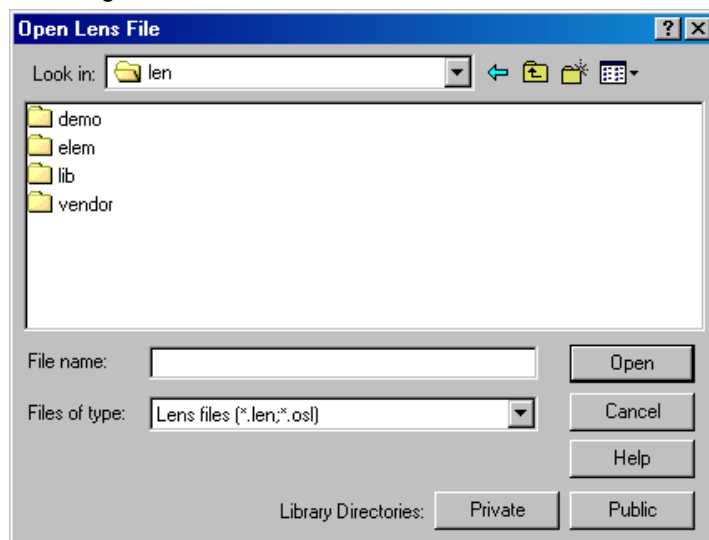 Open Lens File
Look in: len
demo
elem
lib
vendor
File name: Open
Files of type: Lens files (*.len;*.osl) Cancel
Help
Library Directories: Private Public